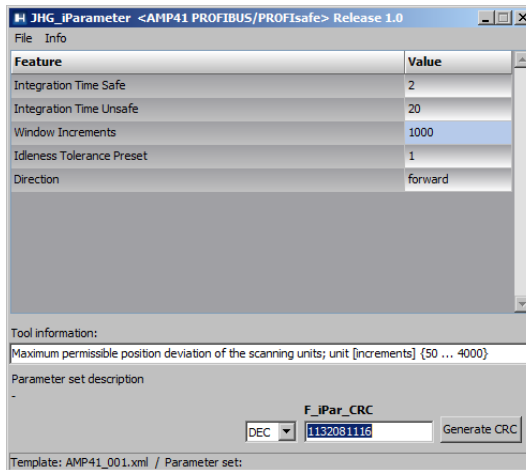 JHG_iParameter <AMP41 PROFIBUS/PROFIsafe> Release 1.0
File Info
Feature Value
Integration Time Safe 2
Integration Time Unsafe 20
Window Increments 1000
Idleness Tolerance Preset 1
Direction forward
Tool information:
Maximum permissible position deviation of the scanning units; unit [increments] {50 ... 4000}
Parameter set description
-
F_iPar_CRC
DEC 1132081116 Generate CRC
Template: AMP41_001.xml / Parameter set: